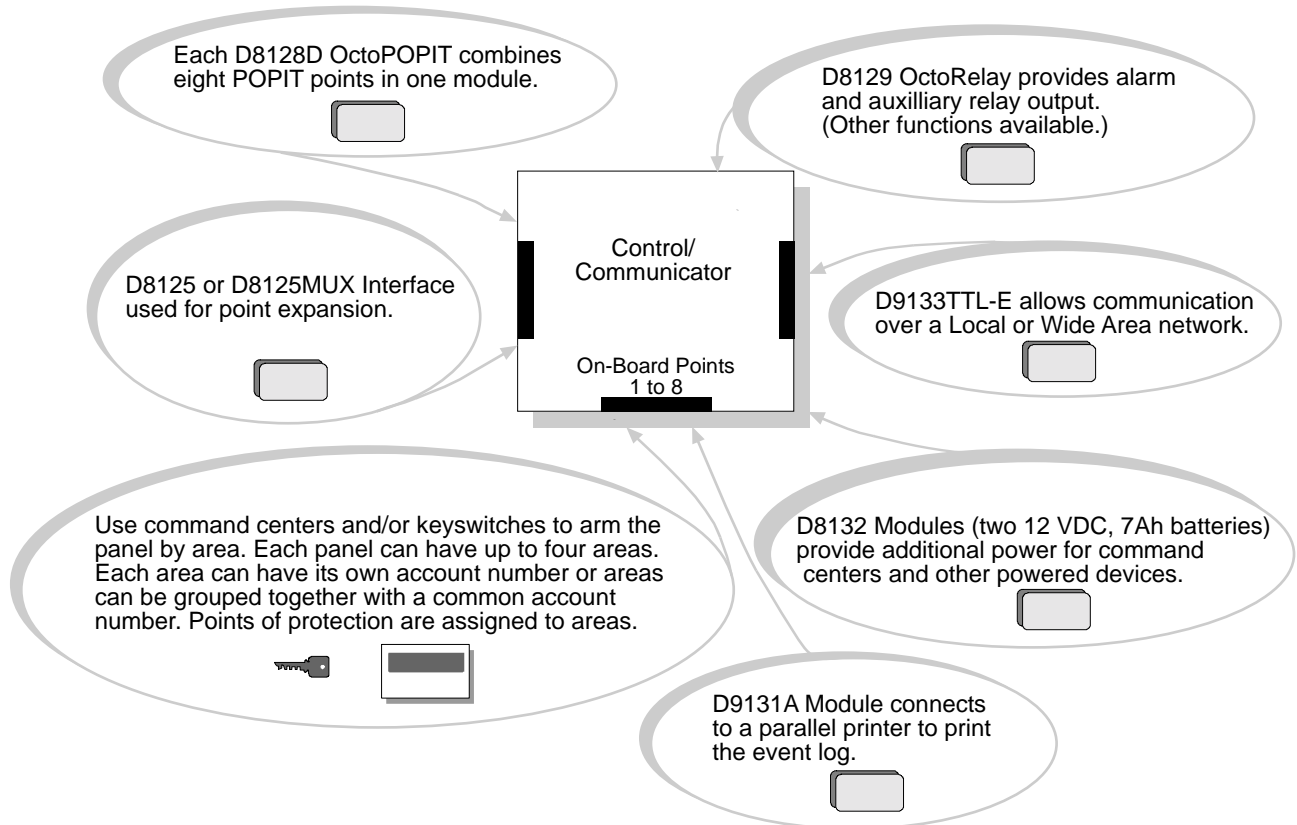 Each D8128D OctoPOPIT combines
eight POPIT points in one module.
D8129 OctoRelay provides alarm
and auxilliary relay output.
(Other functions available.)
D8125 or D8125MUX Interface
used for point expansion.
Control/
Communicator
On-Board Points
1 to 8
D9133TTL-E allows communication
over a Local or Wide Area network.
Use command centers and/or keyswitches to arm the
panel by area. Each panel can have up to four areas.
Each area can have its own account number or areas
can be grouped together with a common account
number. Points of protection are assigned to areas.
D8132 Modules (two 12 VDC, 7Ah batteries)
provide additional power for command
centers and other powered devices.
D9131A Module connects
to a parallel printer to print
the event log.